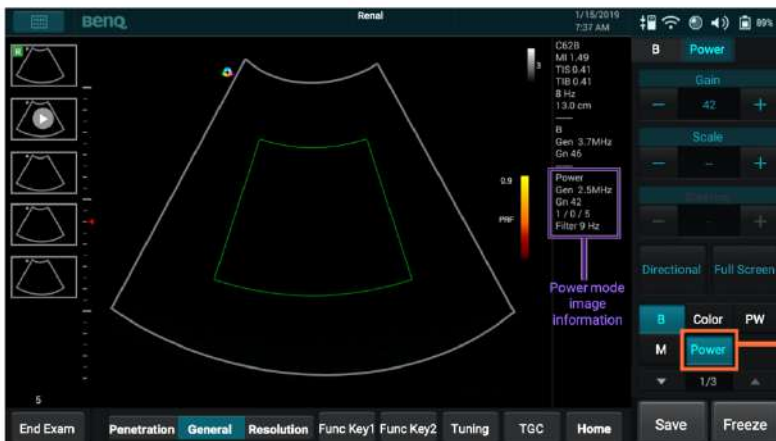 BenQ
Renal
1/15/2019
7:37 AM
89%
R
3
C62B
MI 1.49
TIS 0.41
TIB 0.41
8 Hz
13.0 cm
B
Gen 3.7MHz
Gn 46
Power
Gen 2.5MHz
Gn 42
1 / 0 / 5
Filter 9 Hz
0.9
PRF
Power mode
image
information
5
B Power
Gain
42
Scale
Directional Full Screen
B Color PW
M Power
1/3
End Exam Penetration General Resolution Func Key1 Func Key2 Tuning TGC Home Save Freeze